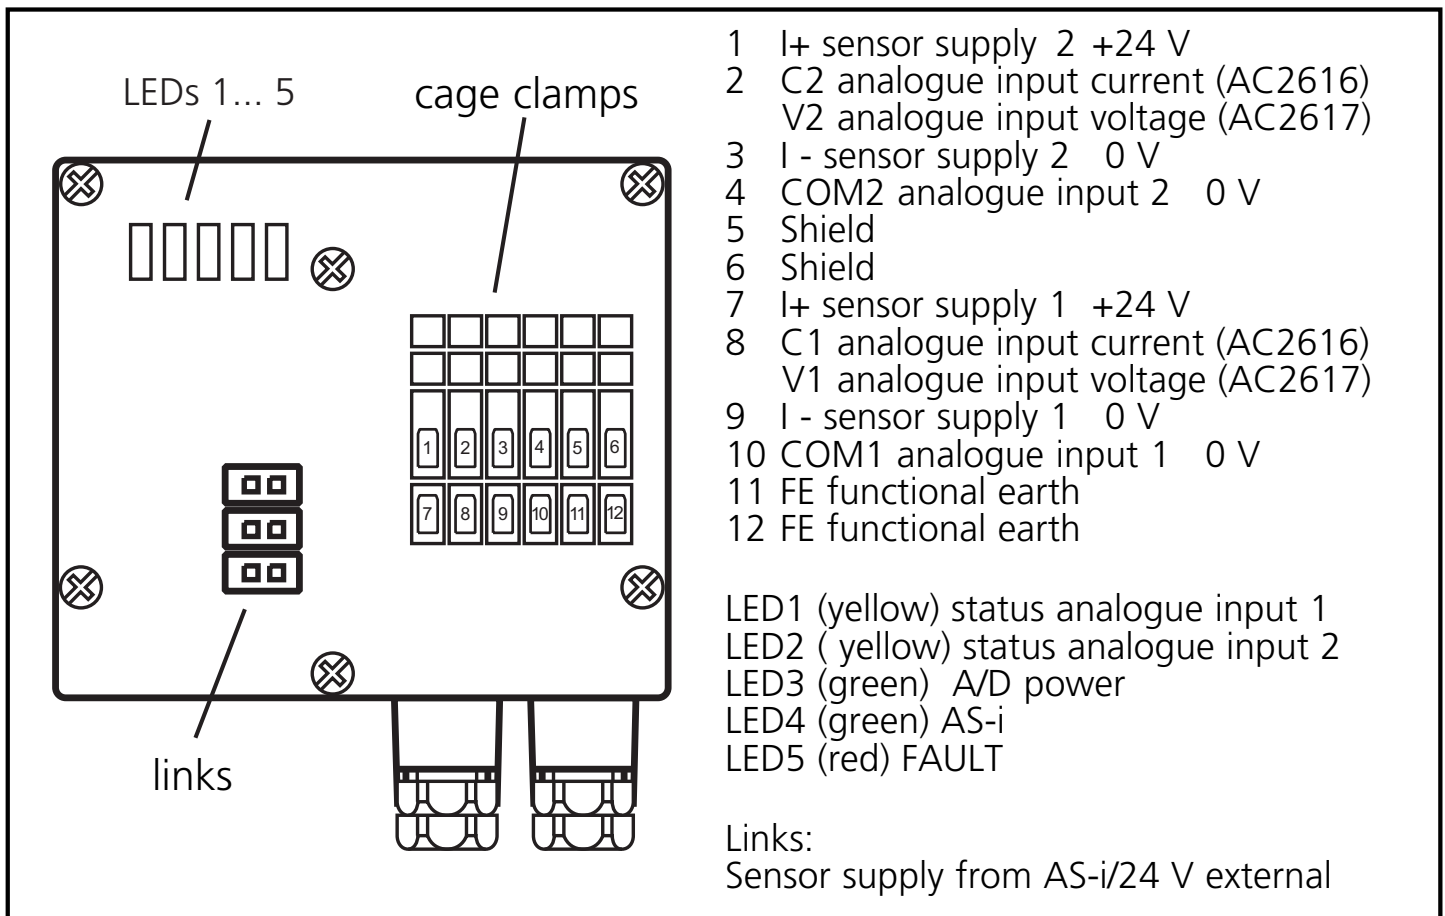 LEDs 1... 5
cage clamps
1 2 3 4 5 6
7 8 9 10 11 12
links
1 I+ sensor supply 2 +24 V
2 C2 analogue input current (AC2616)
V2 analogue input voltage (AC2617)
3 I - sensor supply 2 0 V
4 COM2 analogue input 2 0 V
5 Shield
6 Shield
7 I+ sensor supply 1 +24 V
8 C1 analogue input current (AC2616)
V1 analogue input voltage (AC2617)
9 I - sensor supply 1 0 V
10 COM1 analogue input 1 0 V
11 FE functional earth
12 FE functional earth
LED1 (yellow) status analogue input 1
LED2 ( yellow) status analogue input 2
LED3 (green) A/D power
LED4 (green) AS-i
LED5 (red) FAULT
Links:
Sensor supply from AS-i/24 V external